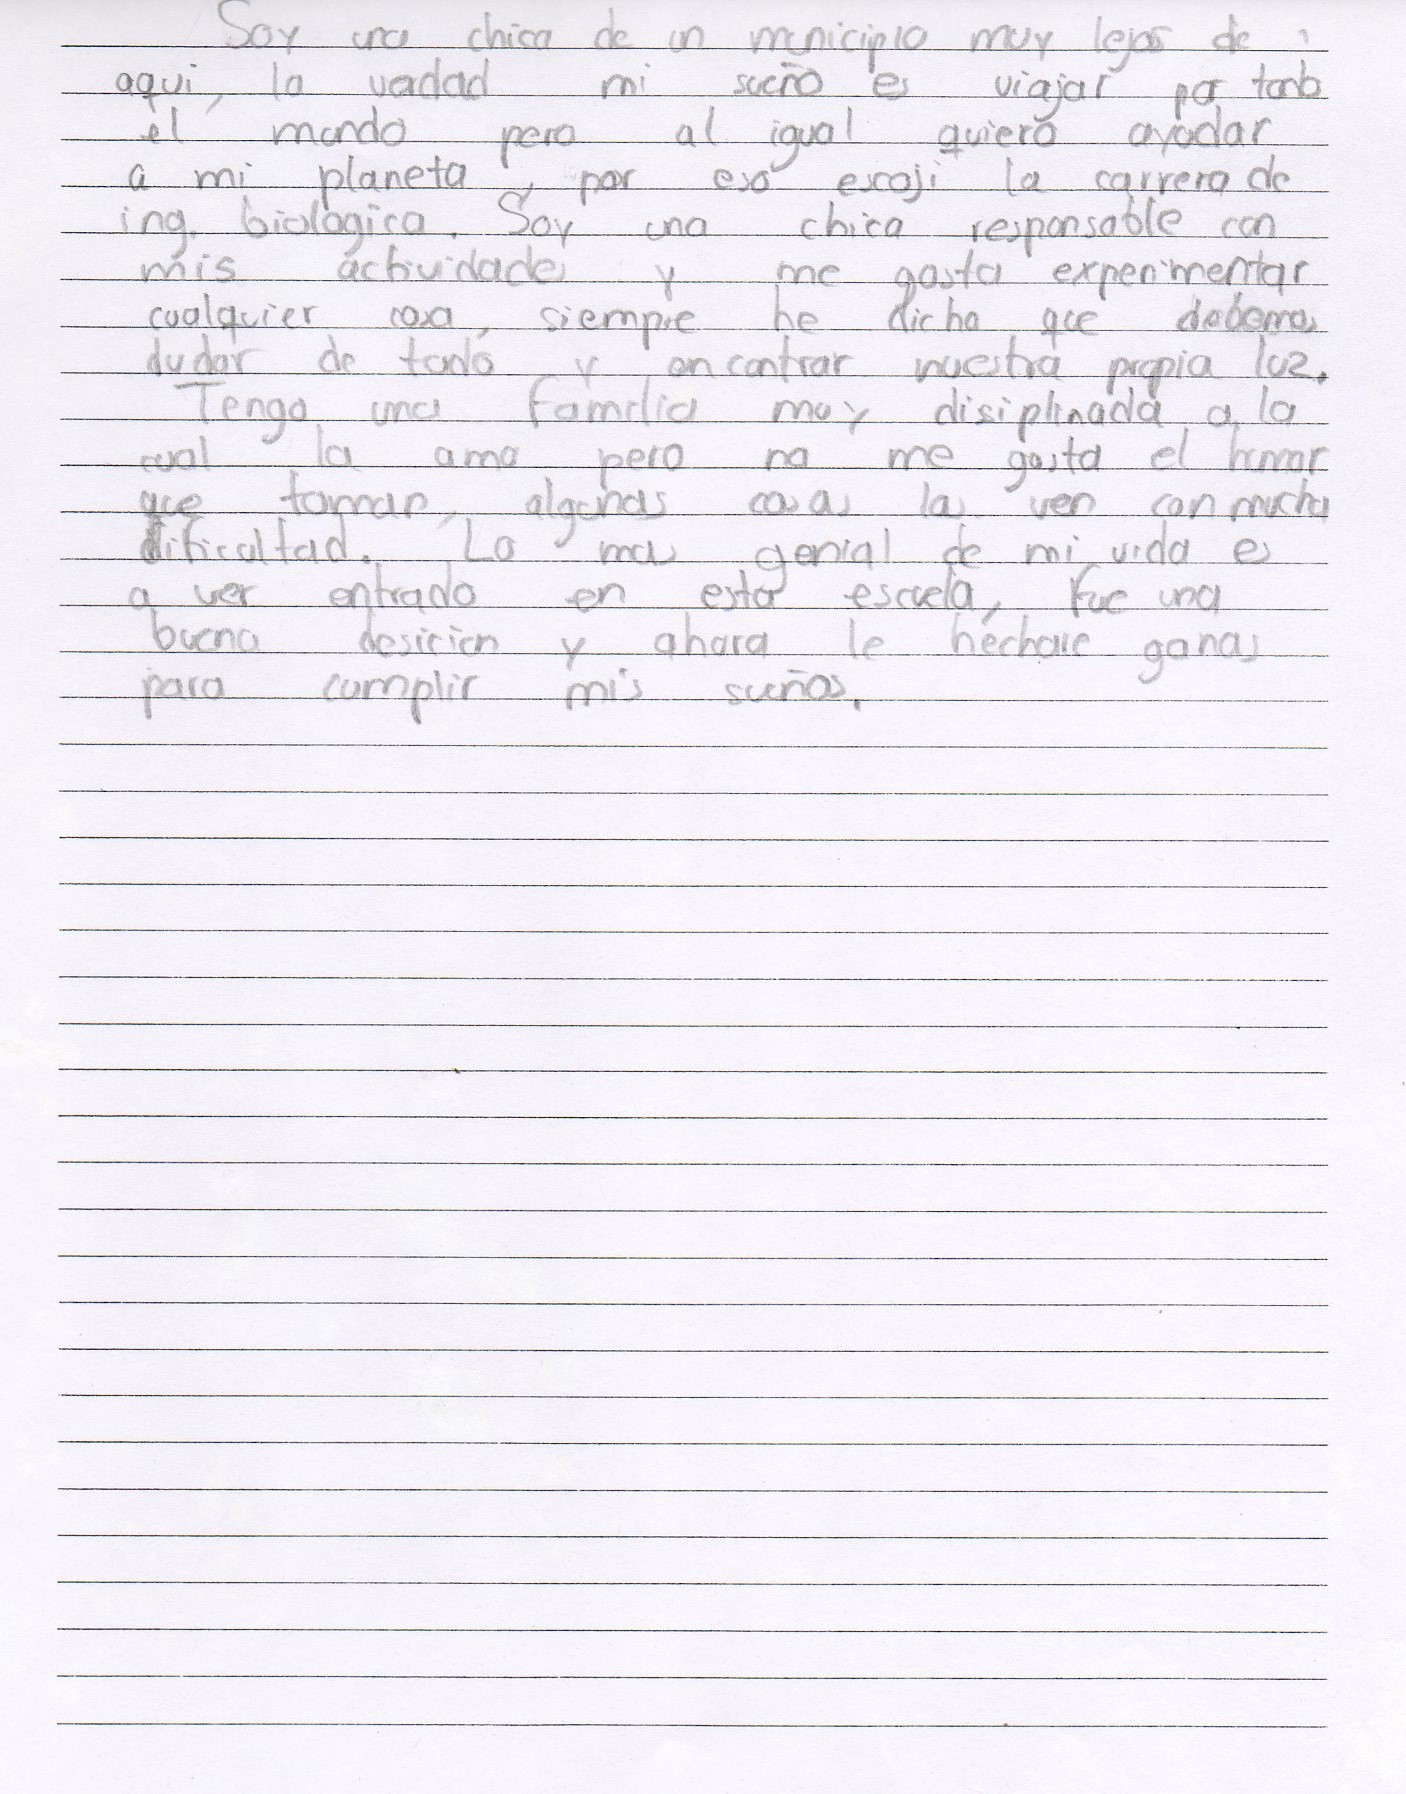 Soy una chica de un municipio muy lejos de
aqui, la verdad mi sueño es viajar por todo
el mundo pero al igual quiero ayudar
a mi planeta, por eso escoji la carrera de
ing. biologica. Soy una chica responsable con
mis actividades y me gusta experimentar
cualquier cosa, siempre he dicho que debemos
dudar de todo y encontrar nuestra propia luz.
Tengo una familia muy disiplinada a la
cual la amo pero no me gusta el humor
que toman, algunas cosas las ven con mucha
dificultad. Lo mas genial de mi vida es
a ver entrado en esta escuela, fue una
buena desicion y ahora le hechare ganas
para cumplir mis sueños.